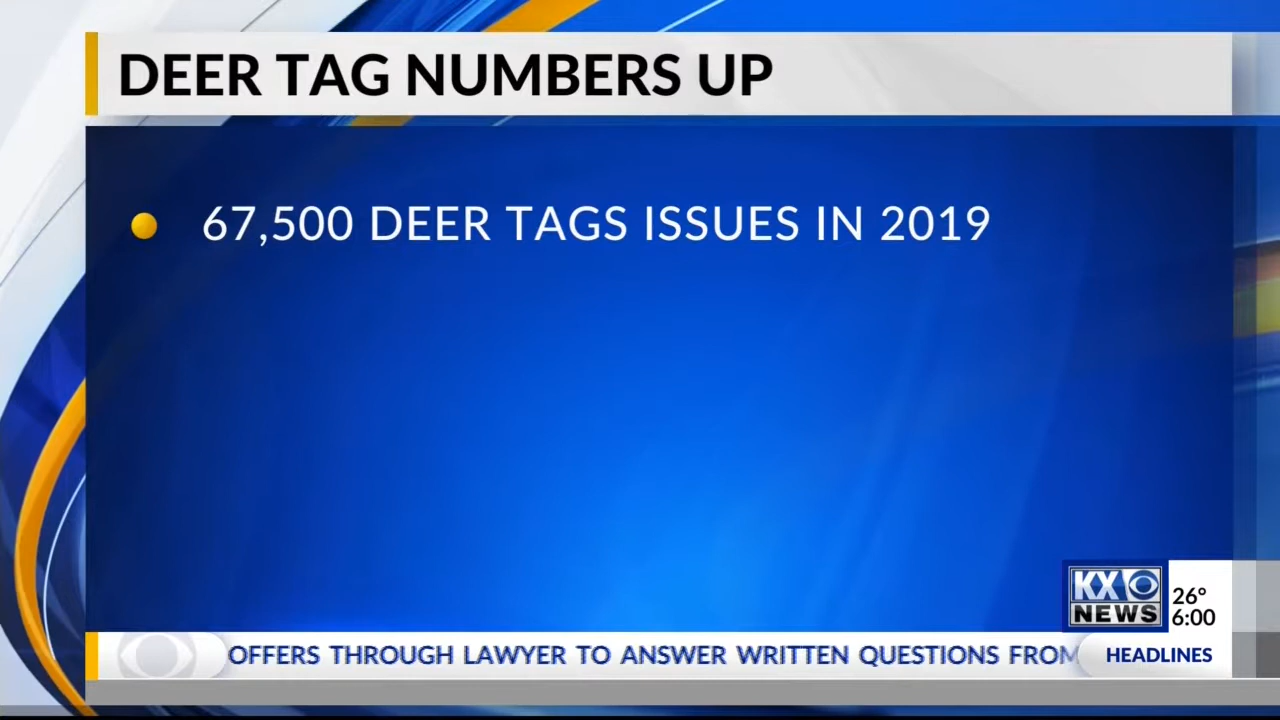 DEER TAG NUMBERS UP
67,500 DEER TAGS ISSUES IN 2019
KX
NEWS
26°
6:00
OFFERS THROUGH LAWYER TO ANSWER WRITTEN QUESTIONS FROM
HEADLINES